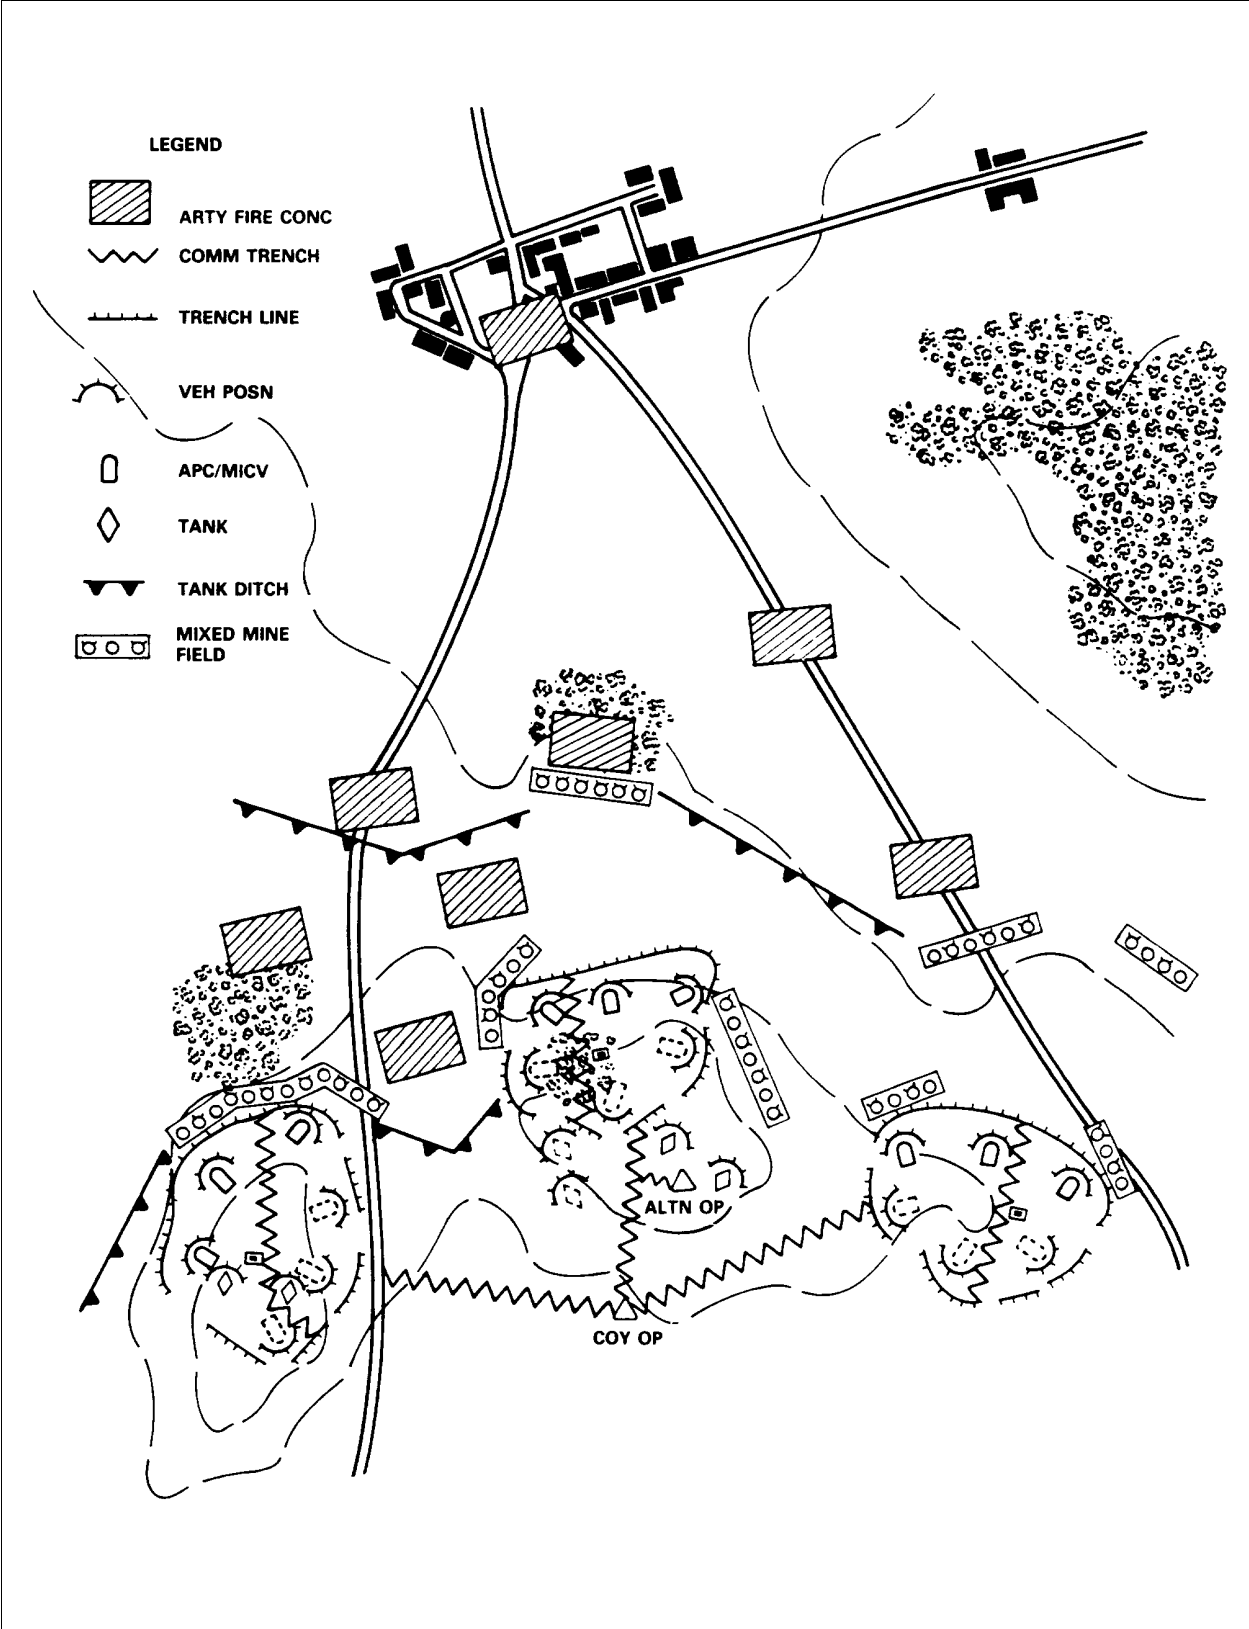 LEGEND
ARTY FIRE CONC
COMM TRENCH
TRENCH LINE
VEH POSN
APC/MICV
TANK
TANK DITCH
MIXED MINE
FIELD
ALTN OP
COY OP